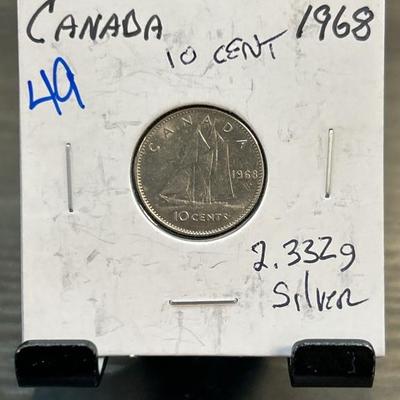 CANADA 10 CENT 1968
49
CANADA
1968
10 CENTS
2.332g
Silver